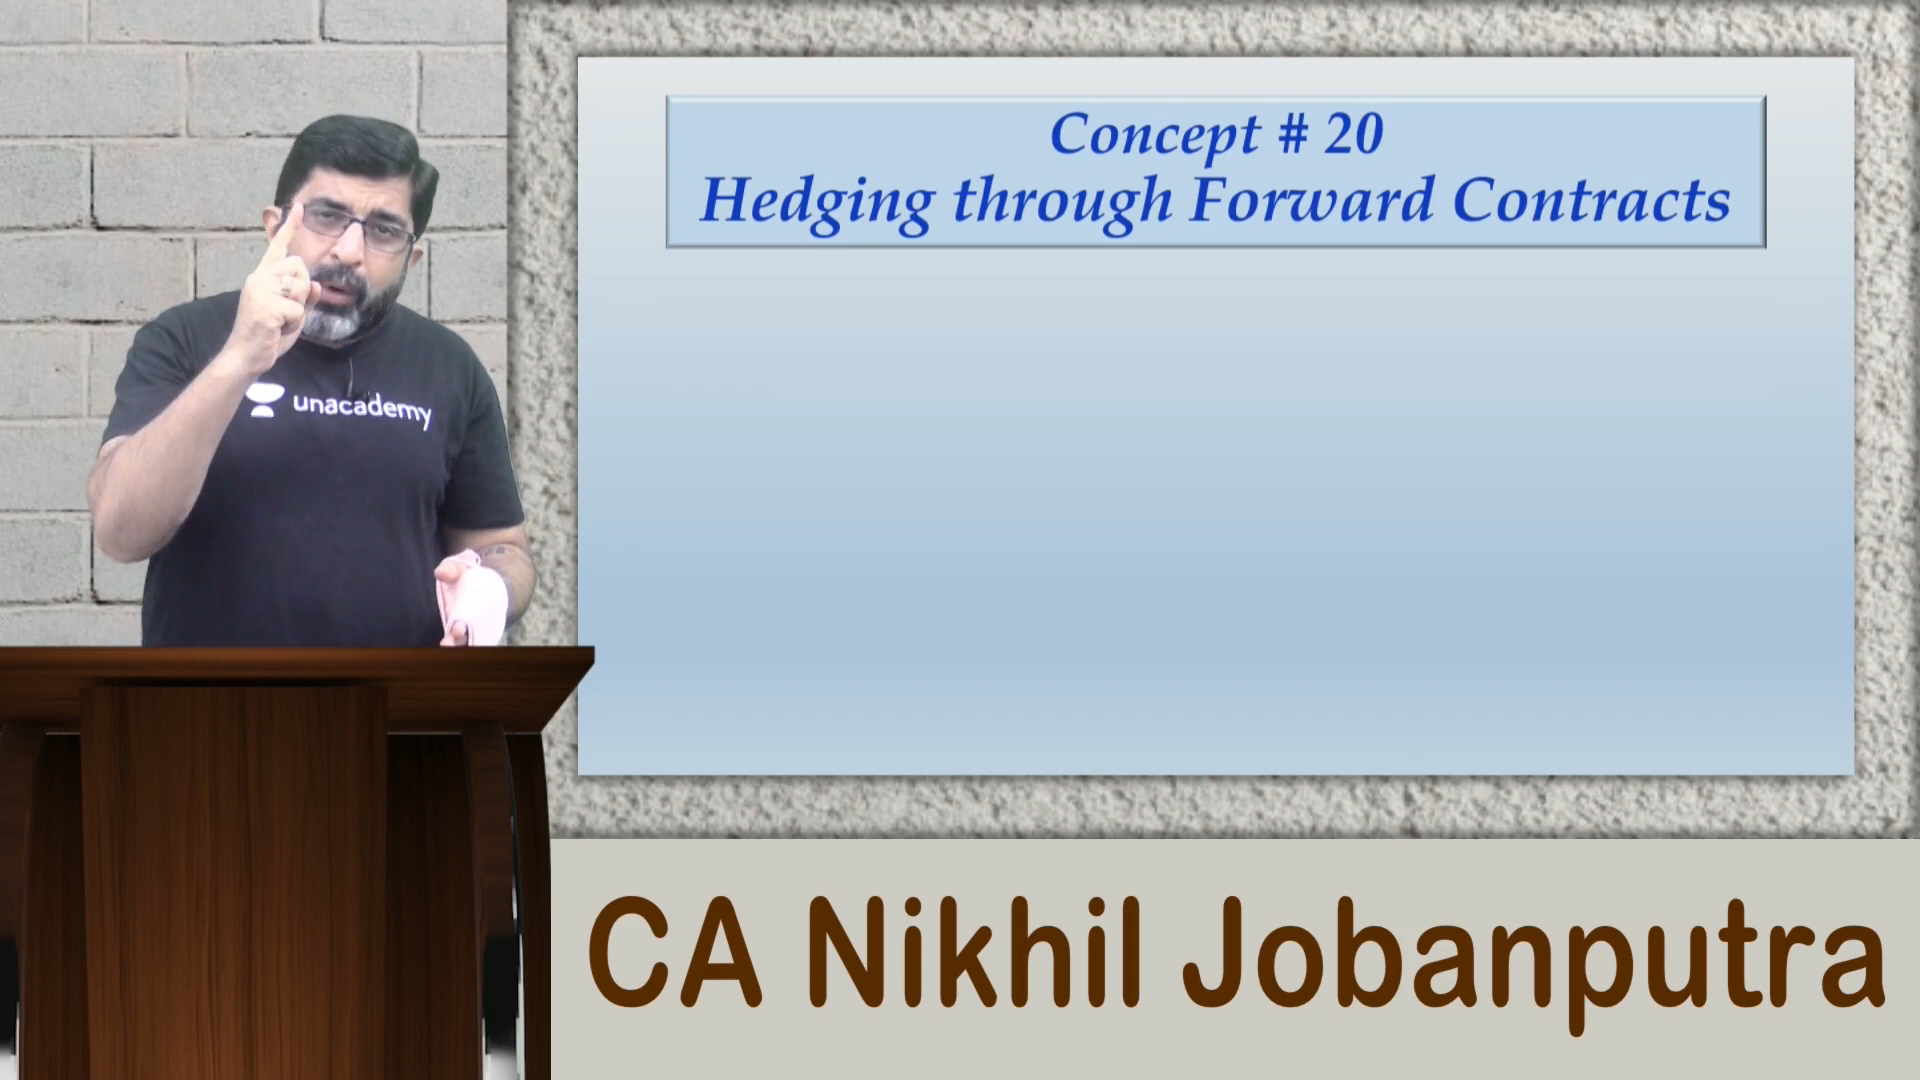 Concept # 20
Hedging through Forward Contracts
unacademy
CA Nikhil Jobanputra